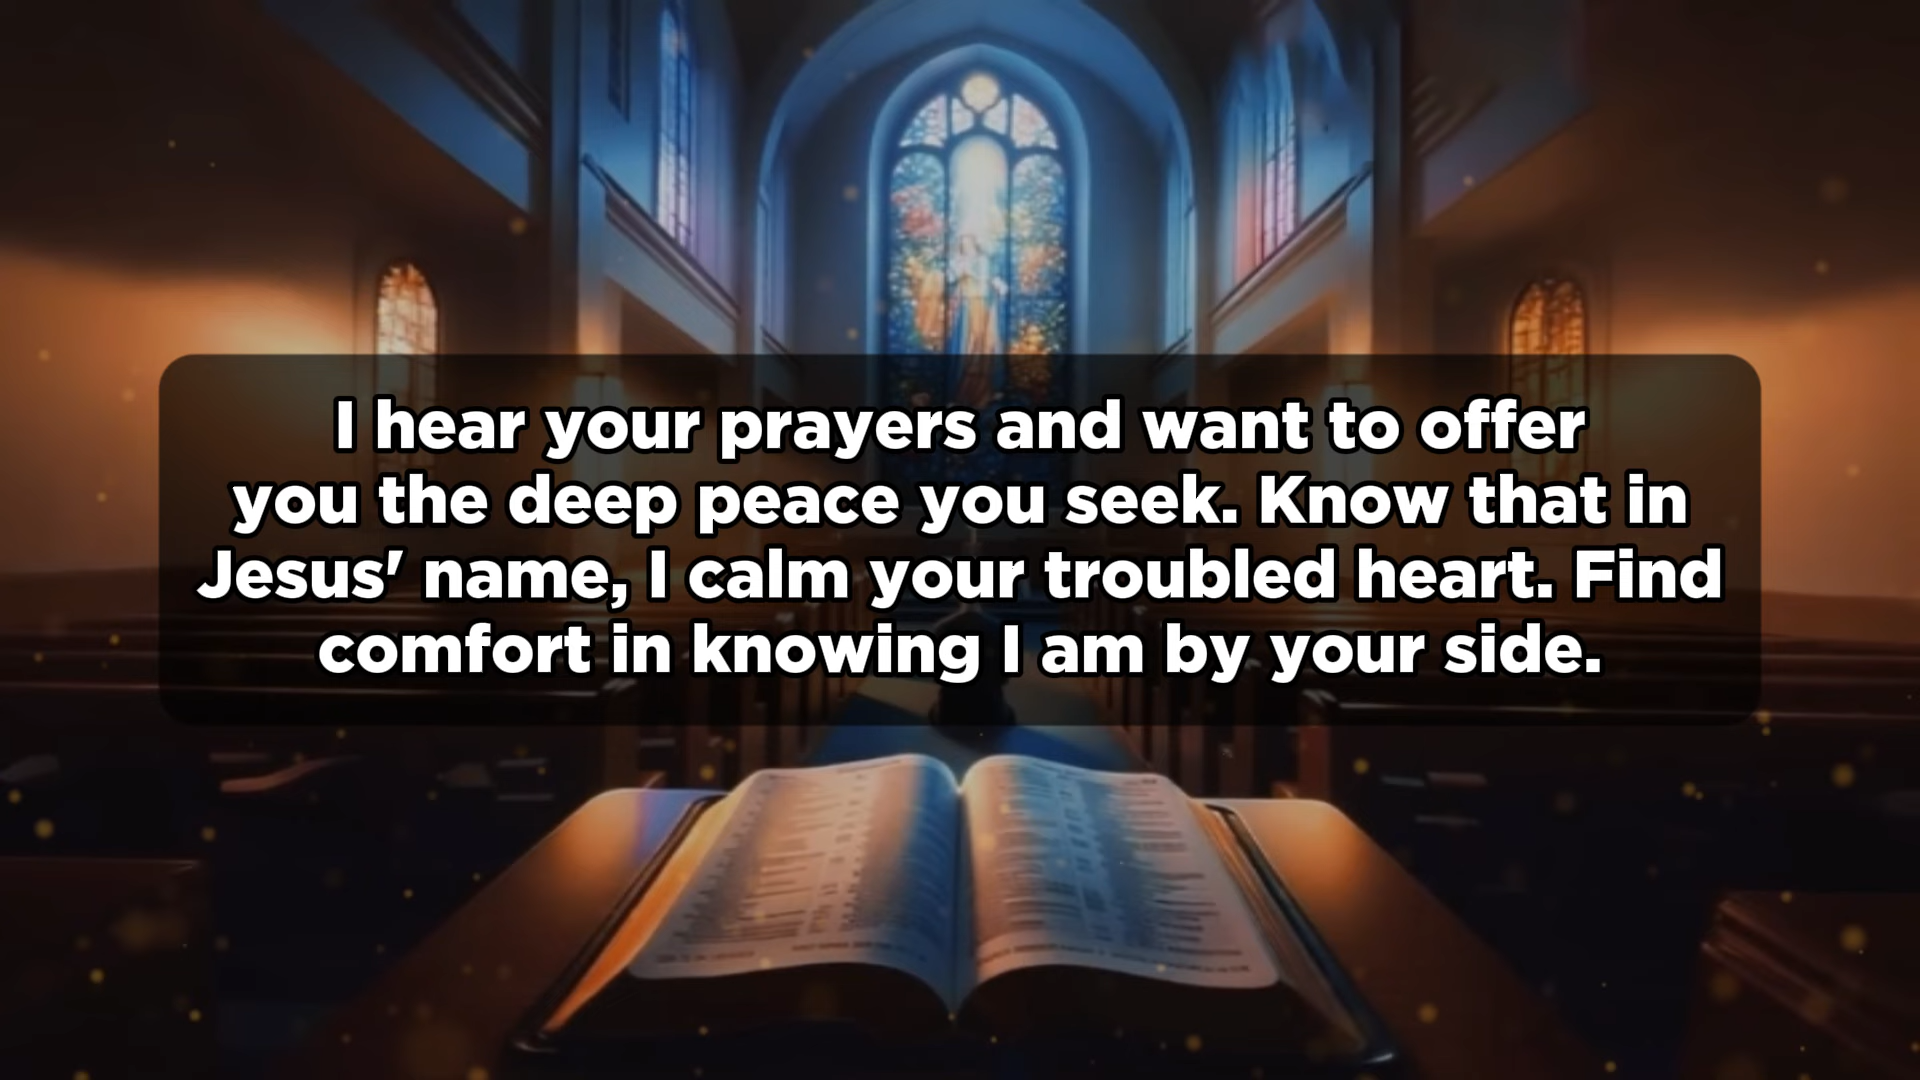 I hear your prayers and want to offer
you the deep peace you seek. Know that in
Jesus' name, I calm your troubled heart. Find
comfort in knowing I am by your side.